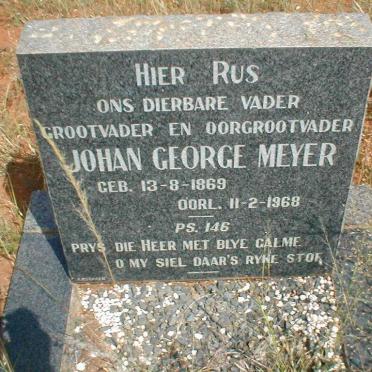 HIER RUS
ONS DIERBARE VADER
GROOTVADER EN OORGROOTVADER
JOHAN GEORGE MEYER
GEB. 13-8-1869
OORL. 11-2-1968
PS. 146
PRYS DIE HEER MET BLYE GALME
O MY SIEL DAAR'S RYKE STOF